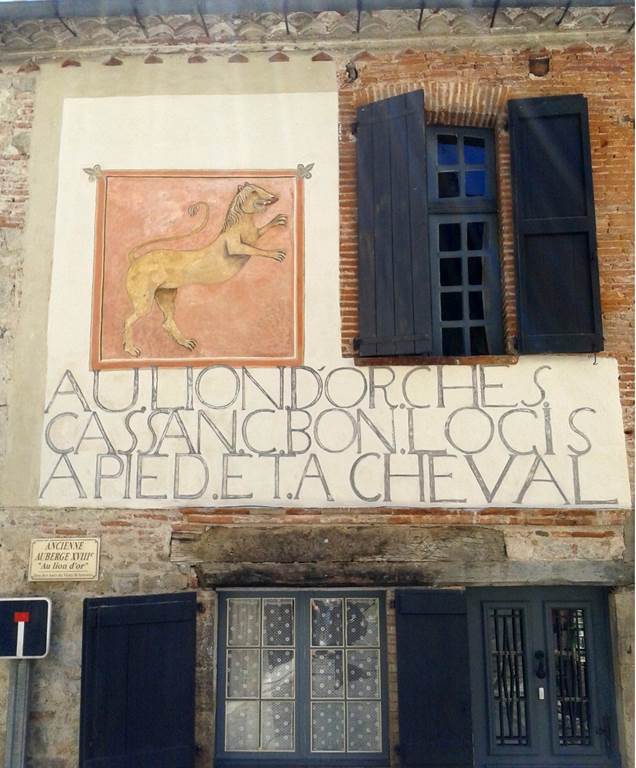 AU.LION D'OR.CHES.
CASSAN.C.BON.LOGIS
A PIED.E.T.A CHEVAL
ANCIENNE
AUBERGE XVIIIe
"Au lion d'or"